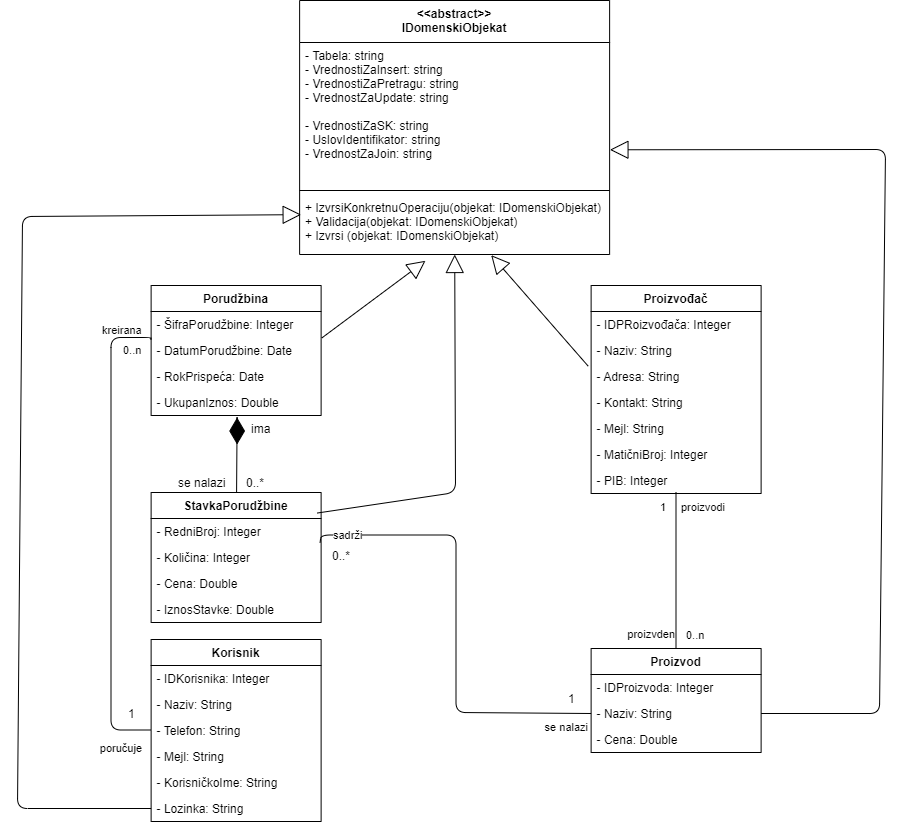 <<abstract>>
IDomenskiObjekat
- Tabela: string
- VrednostiZaInsert: string
- VrednostiZaPretragu: string
- VrednostZaUpdate: string
- VrednostiZaSK: string
- UslovIdentifikator: string
- VrednostZaJoin: string
+ IzvrsiKonkretnuOperaciju(objekat: IDomenskiObjekat)
+ Validacija(objekat: IDomenskiObjekat)
+ Izvrsi (objekat: IDomenskiObjekat)
Porudžbina
- ŠifraPorudžbine: Integer
- DatumPorudžbine: Date
- RokPrispeća: Date
- UkupanIznos: Double
kreirana
0..n
ima
se nalazi
0..*
StavkaPorudžbine
- RedniBroj: Integer
- Količina: Integer
- Cena: Double
- IznosStavke: Double
sadrži
0..*
Korisnik
- IDKorisnika: Integer
- Naziv: String
- Telefon: String
- Mejl: String
- KorisničkoIme: String
- Lozinka: String
1
poručuje
Proizvođač
- IDPRoizvođača: Integer
- Naziv: String
- Adresa: String
- Kontakt: String
- Mejl: String
- MatičniBroj: Integer
- PIB: Integer
1
proizvodi
proizvden
0..n
Proizvod
- IDProizvoda: Integer
- Naziv: String
- Cena: Double
1
se nalazi